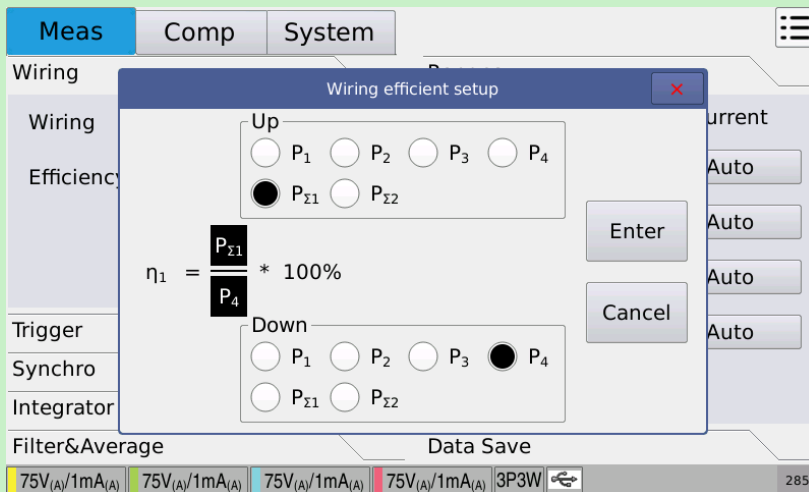 Meas Comp System
Wiring
Wiring efficient setup
Wiring
Efficiency
Up
P1 P2 P3 P4
PΣ1 PΣ2
η1 = PΣ1 / P4 * 100%
Down
P1 P2 P3 P4
PΣ1 PΣ2
Enter
Cancel
Auto
Auto
Auto
Auto
Trigger
Synchro
Integrator
Filter&Average
Data Save
75V(A)/1mA(A) 75V(A)/1mA(A) 75V(A)/1mA(A) 75V(A)/1mA(A) 3P3W